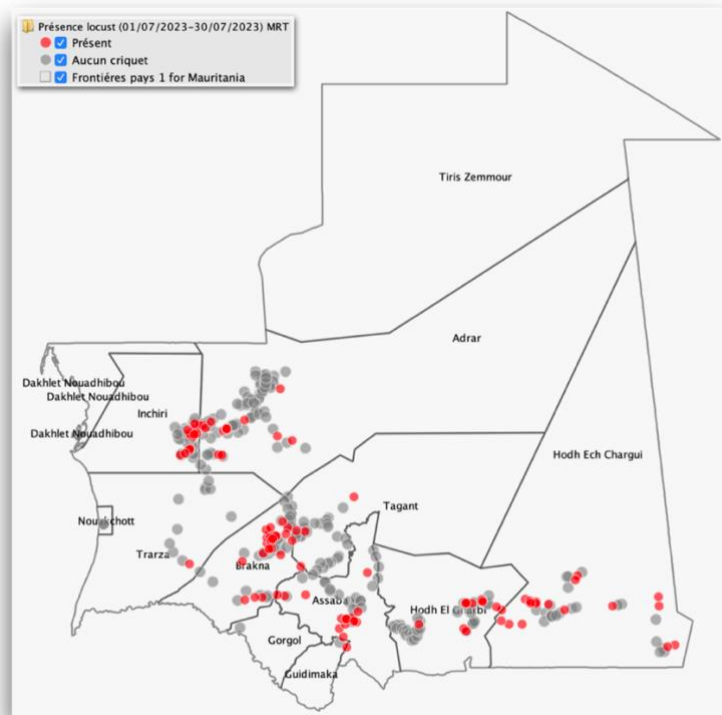 Présence locust (01/07/2023-30/07/2023) MRT
Présent
Aucun criquet
Frontiéres pays 1 for Mauritania
Tiris Zemmour
Adrar
Dakhlet Nouadhibou
Dakhlet Nouadhibou
Inchiri
Dakhlet Nouadhibou
Hodh Ech Chargui
Tagant
Nouakchott
Trarza
Brakna
Assaba
Hodh El Gharbi
Gorgol
Guidimaka